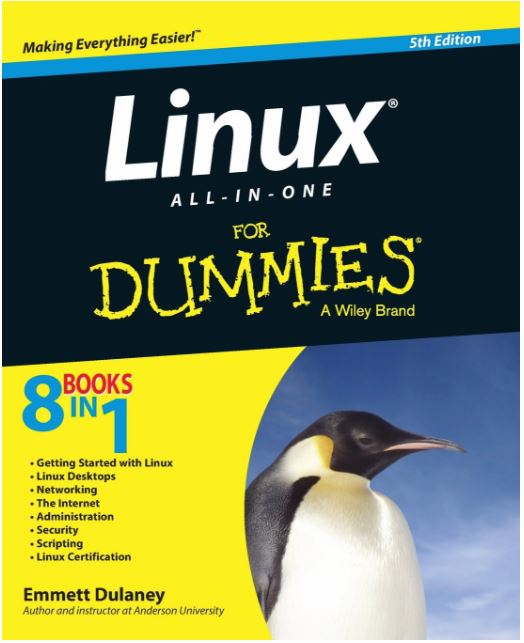 Making Everything Easier!™
5th Edition
Linux®
ALL-IN-ONE
FOR
DUMMIES®
A Wiley Brand
8 BOOKS
IN 1
• Getting Started with Linux
• Linux Desktops
• Networking
• The Internet
• Administration
• Security
• Scripting
• Linux Certification
Emmett Dulaney
Author and instructor at Anderson University